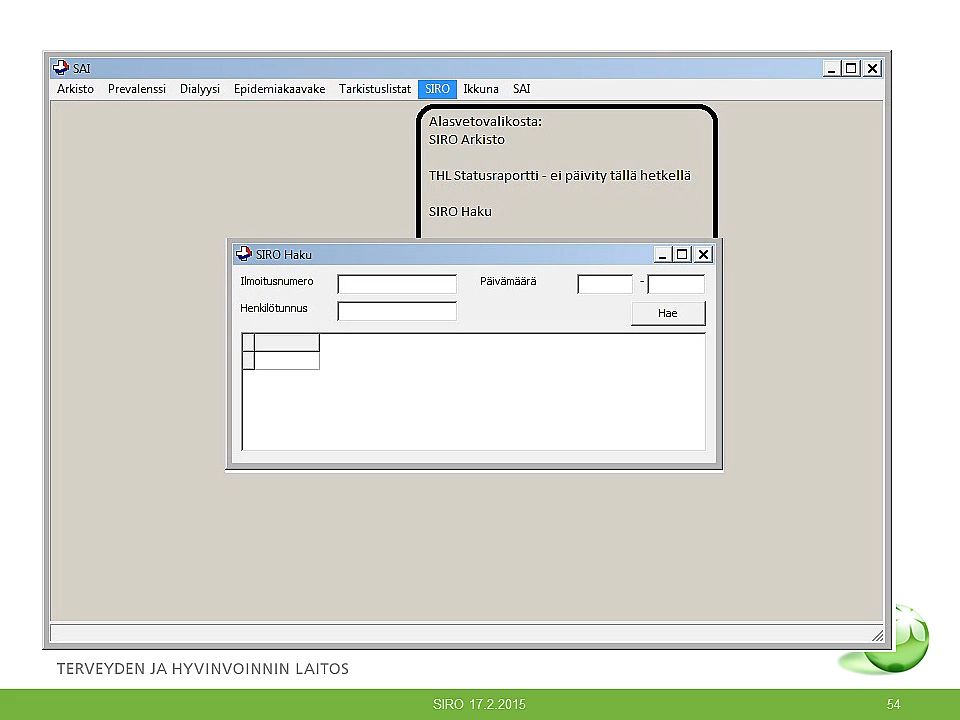 SAI
Arkisto Prevalenssi Dialyysi Epidemiakaavake Tarkistuslistat SIRO Ikkuna SAI
Alasvetovalikosta:
SIRO Arkisto
THL Statusraportti - ei päivity tällä hetkellä
SIRO Haku
SIRO Haku
Ilmoitusnumero Päivämäärä -
Henkilötunnus
Hae
TERVEYDEN JA HYVINVOINNIN LAITOS
SIRO 17.2.2015 54